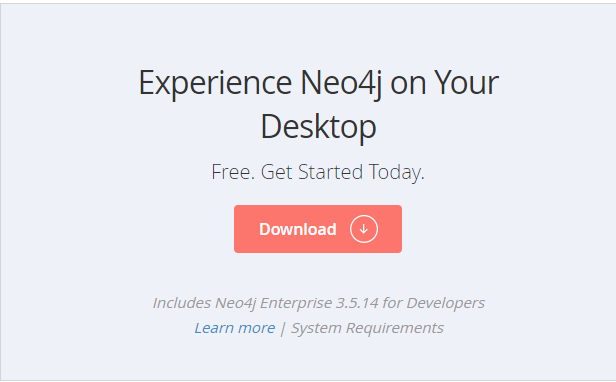 Experience Neo4j on Your
Desktop
Free. Get Started Today.
Download
Includes Neo4j Enterprise 3.5.14 for Developers
Learn more | System Requirements